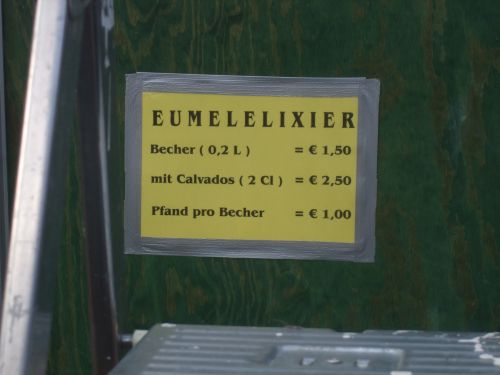 EUMELELIXIER
Becher ( 0,2 L ) = € 1,50
mit Calvados ( 2 Cl ) = € 2,50
Pfand pro Becher = € 1,00